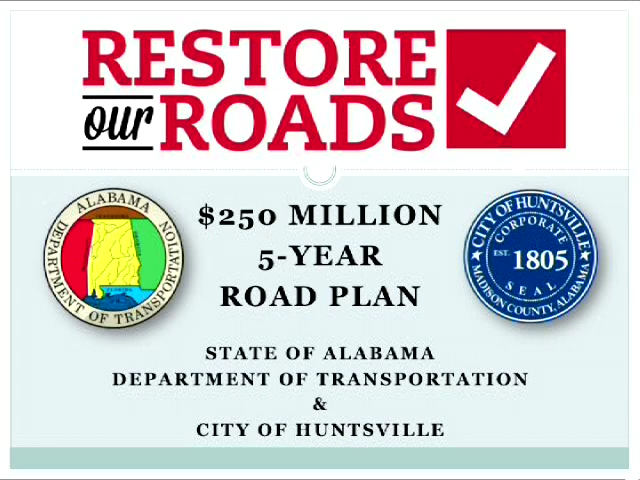 RESTORE
our ROADS
ALABAMA
DEPARTMENT OF TRANSPORTATION
$250 MILLION
5-YEAR
ROAD PLAN
CITY OF HUNTSVILLE
CORPORATE
EST. 1805
SEAL
MADISON COUNTY, ALABAMA
STATE OF ALABAMA
DEPARTMENT OF TRANSPORTATION
&
CITY OF HUNTSVILLE